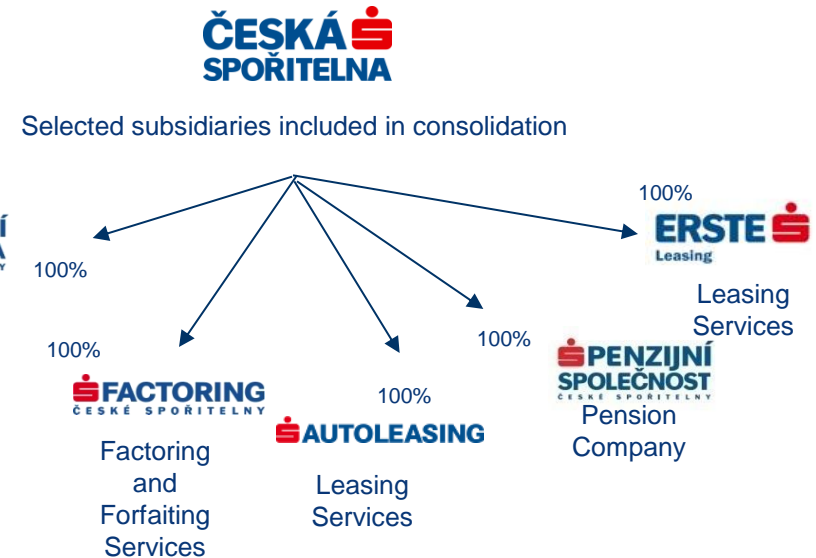 ČESKÁ
SPOŘITELNA
Selected subsidiaries included in consolidation
100%
ERSTE
Leasing
Leasing
Services
100%
100%
FACTORING
ČESKÉ SPOŘITELNY
Factoring
and
Forfaiting
Services
100%
AUTOLEASING
Leasing
Services
100%
PENZIJNÍ
SPOLEČNOST
ČESKÉ SPOŘITELNY
Pension
Company